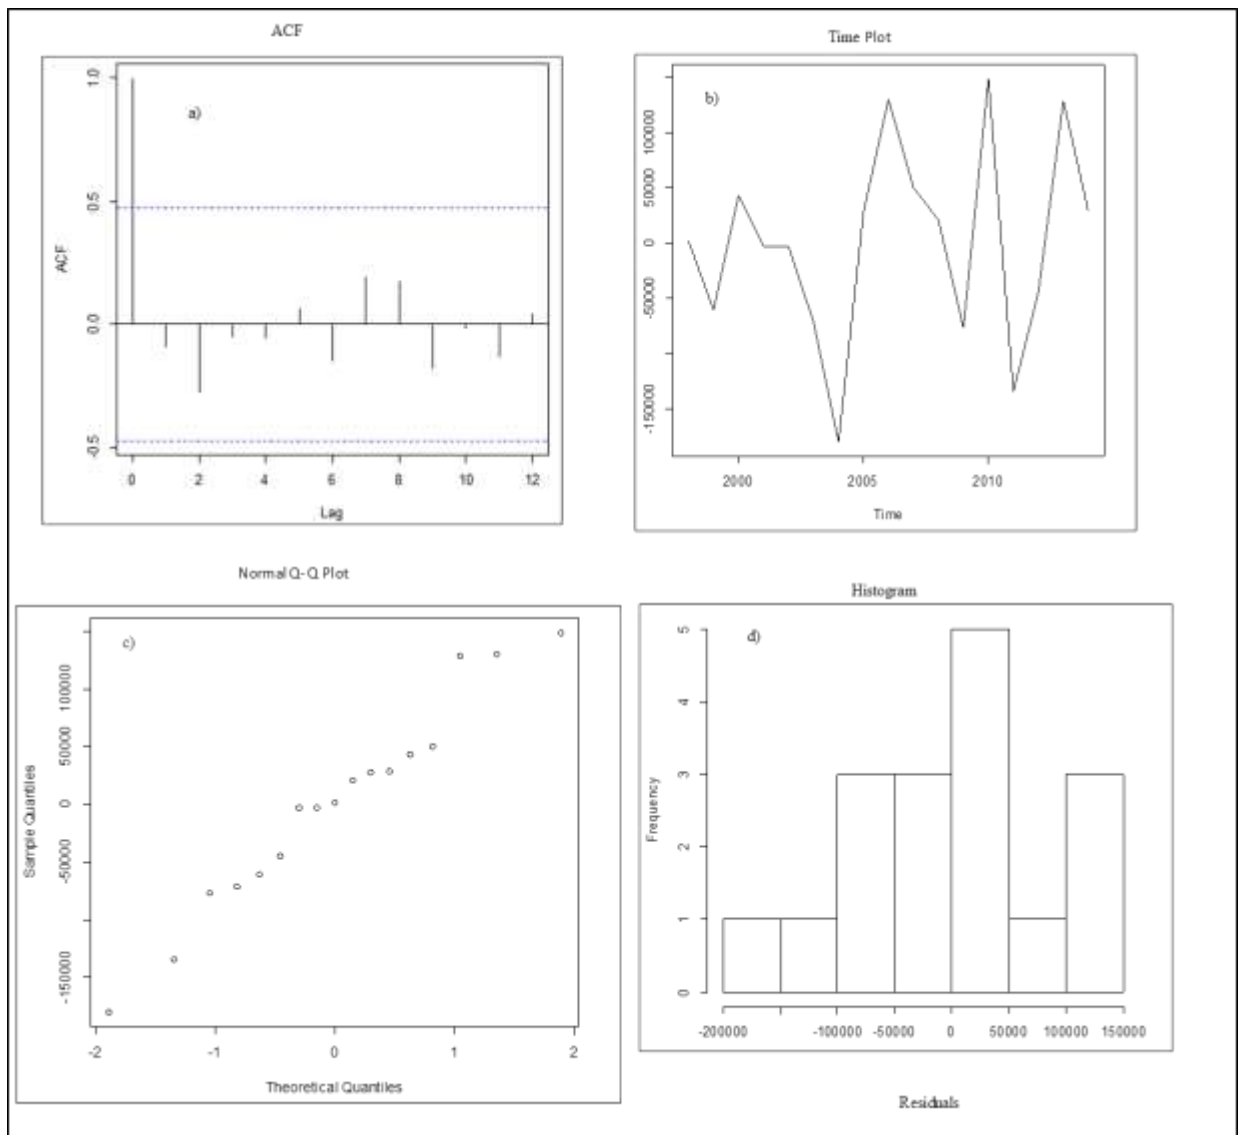 ACF
a)
1.0
0.5
0.0
-0.5
ACF
0 2 4 6 8 10 12
Lag
Time Plot
b)
100000
50000
0
-50000
-150000
2000 2005 2010
Time
Normal Q-Q Plot
c)
100000
50000
0
-50000
-150000
Sample Quantiles
-2 -1 0 1 2
Theoretical Quantiles
Histogram
d)
5
4
3
2
1
0
Frequency
-200000 -100000 -50000 0 50000 100000 150000
Residuals